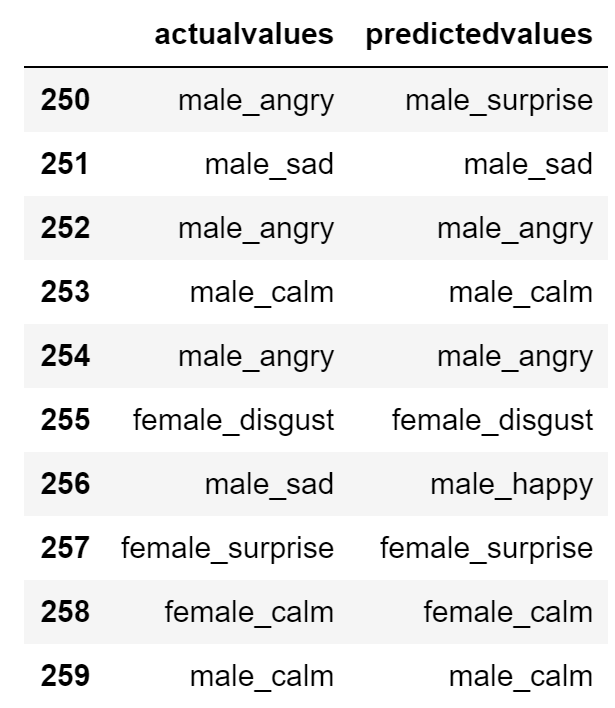 actualvalues predictedvalues
250 male_angry male_surprise
251 male_sad male_sad
252 male_angry male_angry
253 male_calm male_calm
254 male_angry male_angry
255 female_disgust female_disgust
256 male_sad male_happy
257 female_surprise female_surprise
258 female_calm female_calm
259 male_calm male_calm